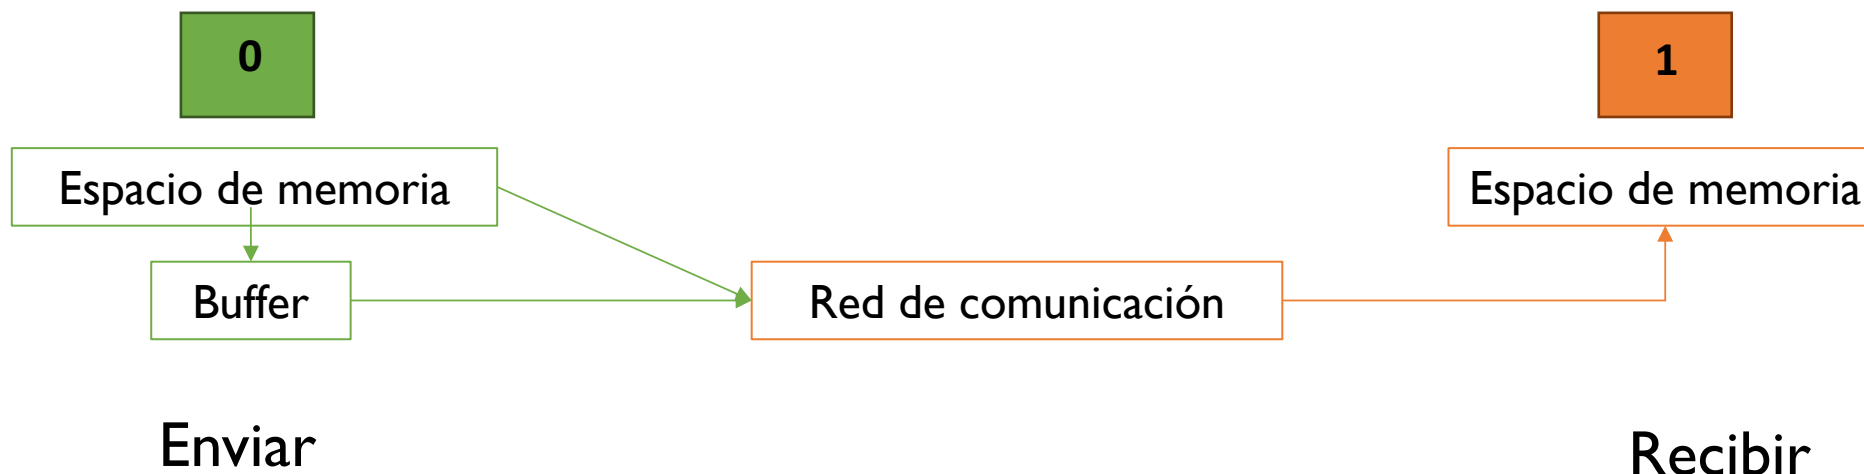 0
1
Espacio de memoria
Espacio de memoria
Buffer
Red de comunicación
Enviar
Recibir